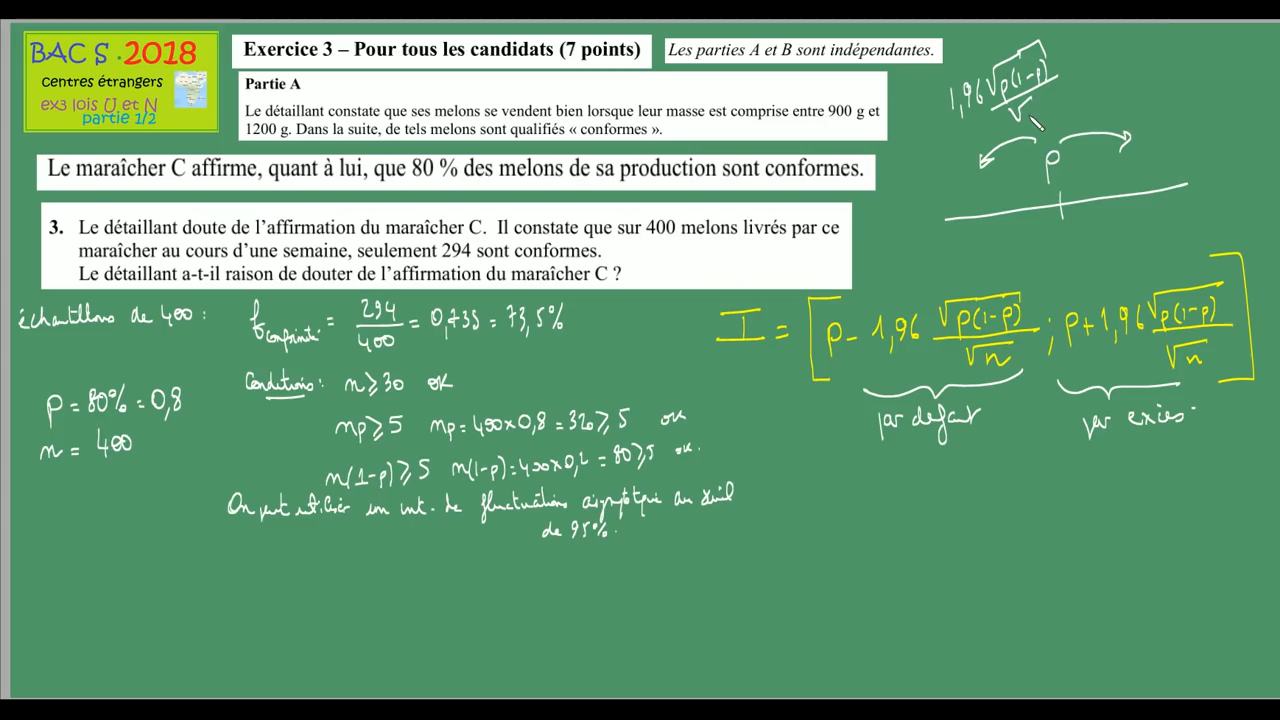 BAC S . 2018
Centres étrangers
ex3 lois U et N
partie 1/2
Exercice 3 – Pour tous les candidats (7 points)
Les parties A et B sont indépendantes.
Partie A
Le détaillant constate que ses melons se vendent bien lorsque leur masse est comprise entre 900 g et
1200 g. Dans la suite, de tels melons sont qualifiés « conformes ».
Le maraîcher C affirme, quant à lui, que 80 % des melons de sa production sont conformes.
3. Le détaillant doute de l’affirmation du maraîcher C. Il constate que sur 400 melons livrés par ce
maraîcher au cours d’une semaine, seulement 294 sont conformes.
Le détaillant a-t-il raison de douter de l’affirmation du maraîcher C ?
1,96 √p(1-p) / √
p
échantillons de 400 :
f conformité = 294/400 = 0,735 = 73,5%
p = 80% = 0,8
n = 400
Conditions : n ⩾ 30 ok
np ⩾ 5 np = 400 × 0,8 = 320 ⩾ 5 ok
n(1-p) ⩾ 5 n(1-p) = 400 × 0,2 = 80 ⩾ 5 ok.
On peut utiliser un int. de fluctuations asymptotique au seuil
de 95%.
I = [ p - 1,96 √p(1-p) / √n ; p + 1,96 √p(1-p) / √n ]
par défaut
par excès